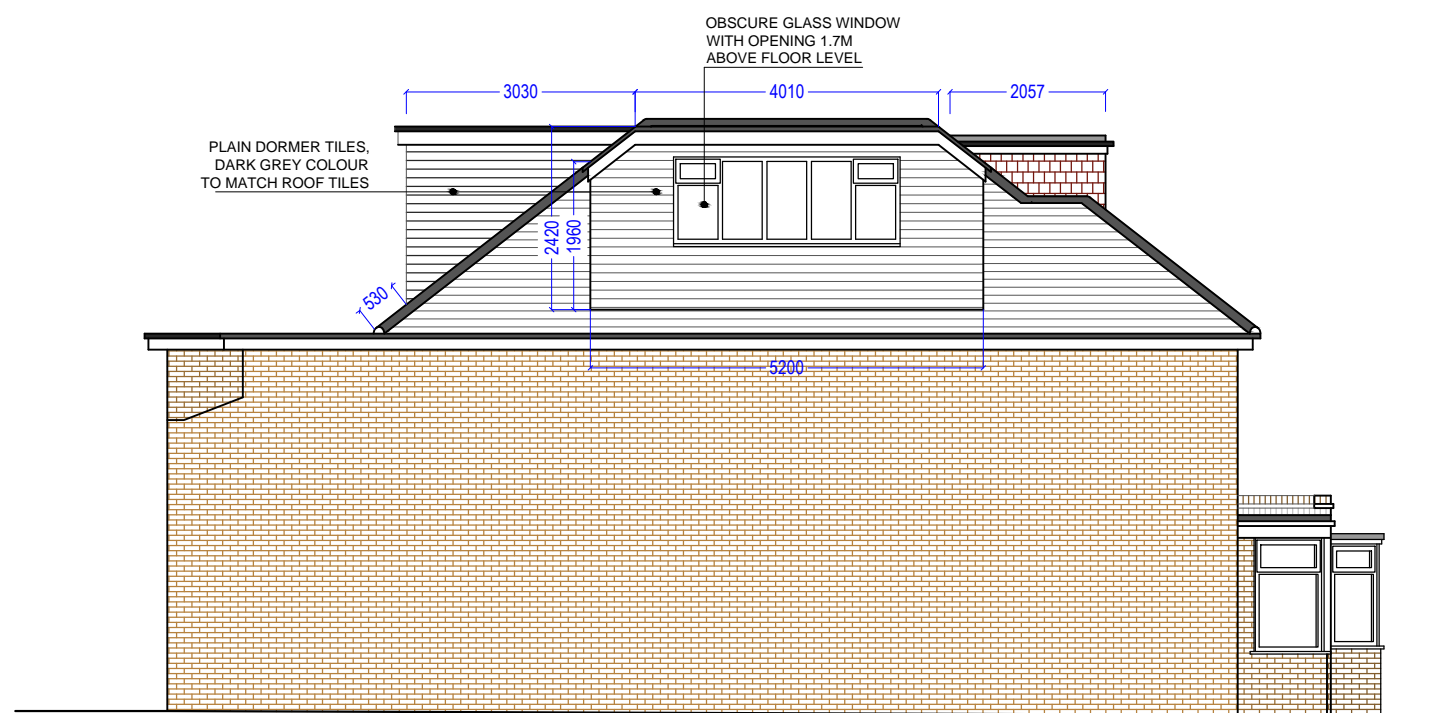 OBSCURE GLASS WINDOW
WITH OPENING 1.7M
ABOVE FLOOR LEVEL
3030
4010
2057
PLAIN DORMER TILES,
DARK GREY COLOUR
TO MATCH ROOF TILES
2420
1960
530
5200